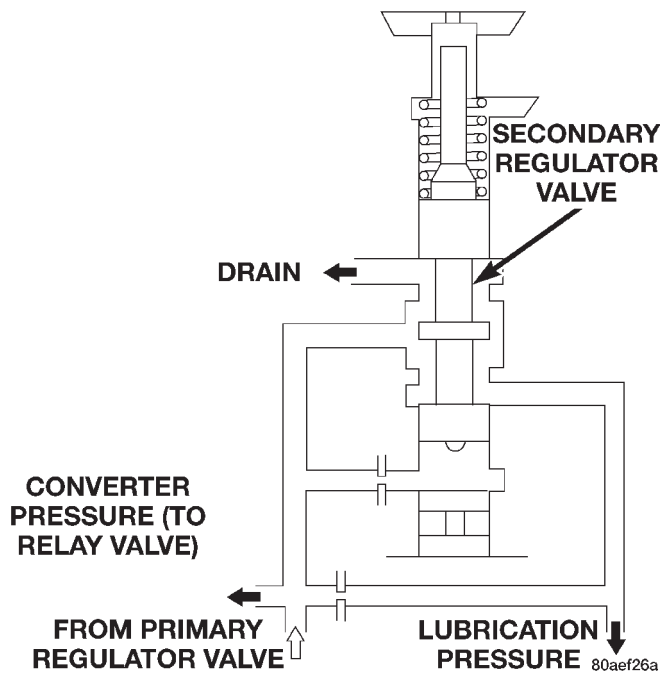 SECONDARY
REGULATOR
VALVE
DRAIN
CONVERTER
PRESSURE (TO
RELAY VALVE)
FROM PRIMARY
REGULATOR VALVE
LUBRICATION
PRESSURE
80aef26a